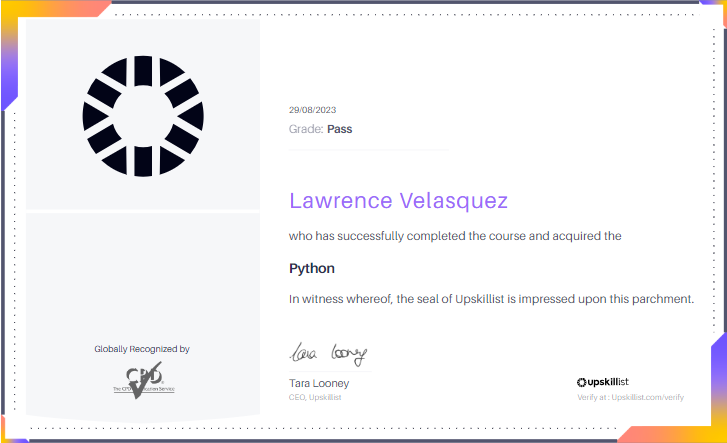 29/08/2023
Grade: Pass
Lawrence Velasquez
who has successfully completed the course and acquired the
Python
In witness whereof, the seal of Upskillist is impressed upon this parchment.
Globally Recognized by
CPD
The CPD Service
Tara Looney
Tara Looney
CEO, Upskillist
upskillist
Verify at : Upskillist.com/verify